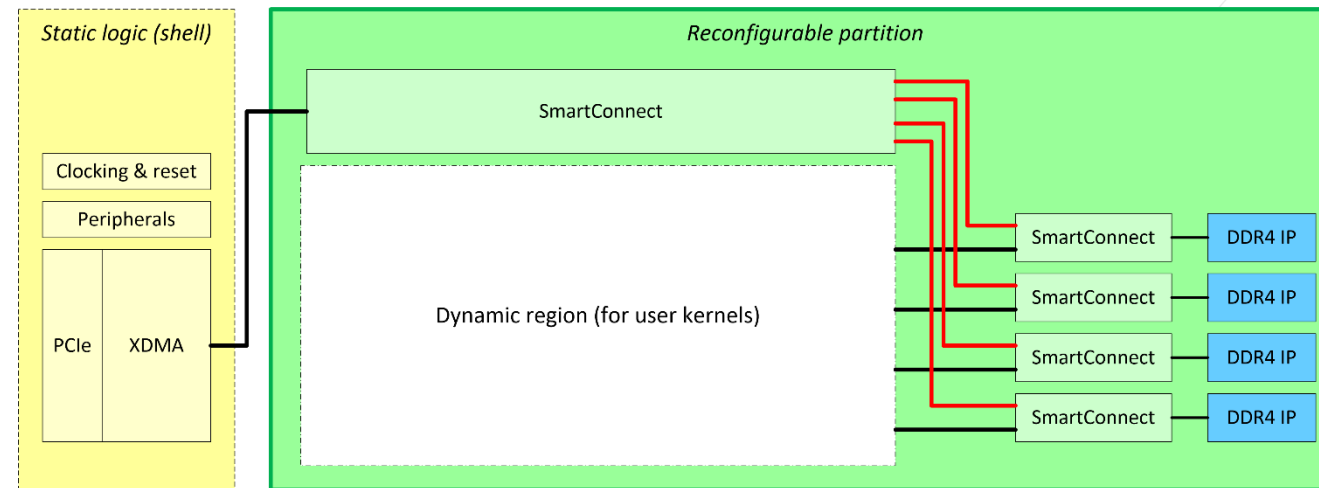 Static logic (shell)
Reconfigurable partition
SmartConnect
Clocking & reset
Peripherals
PCIe
XDMA
Dynamic region (for user kernels)
SmartConnect
DDR4 IP
SmartConnect
DDR4 IP
SmartConnect
DDR4 IP
SmartConnect
DDR4 IP